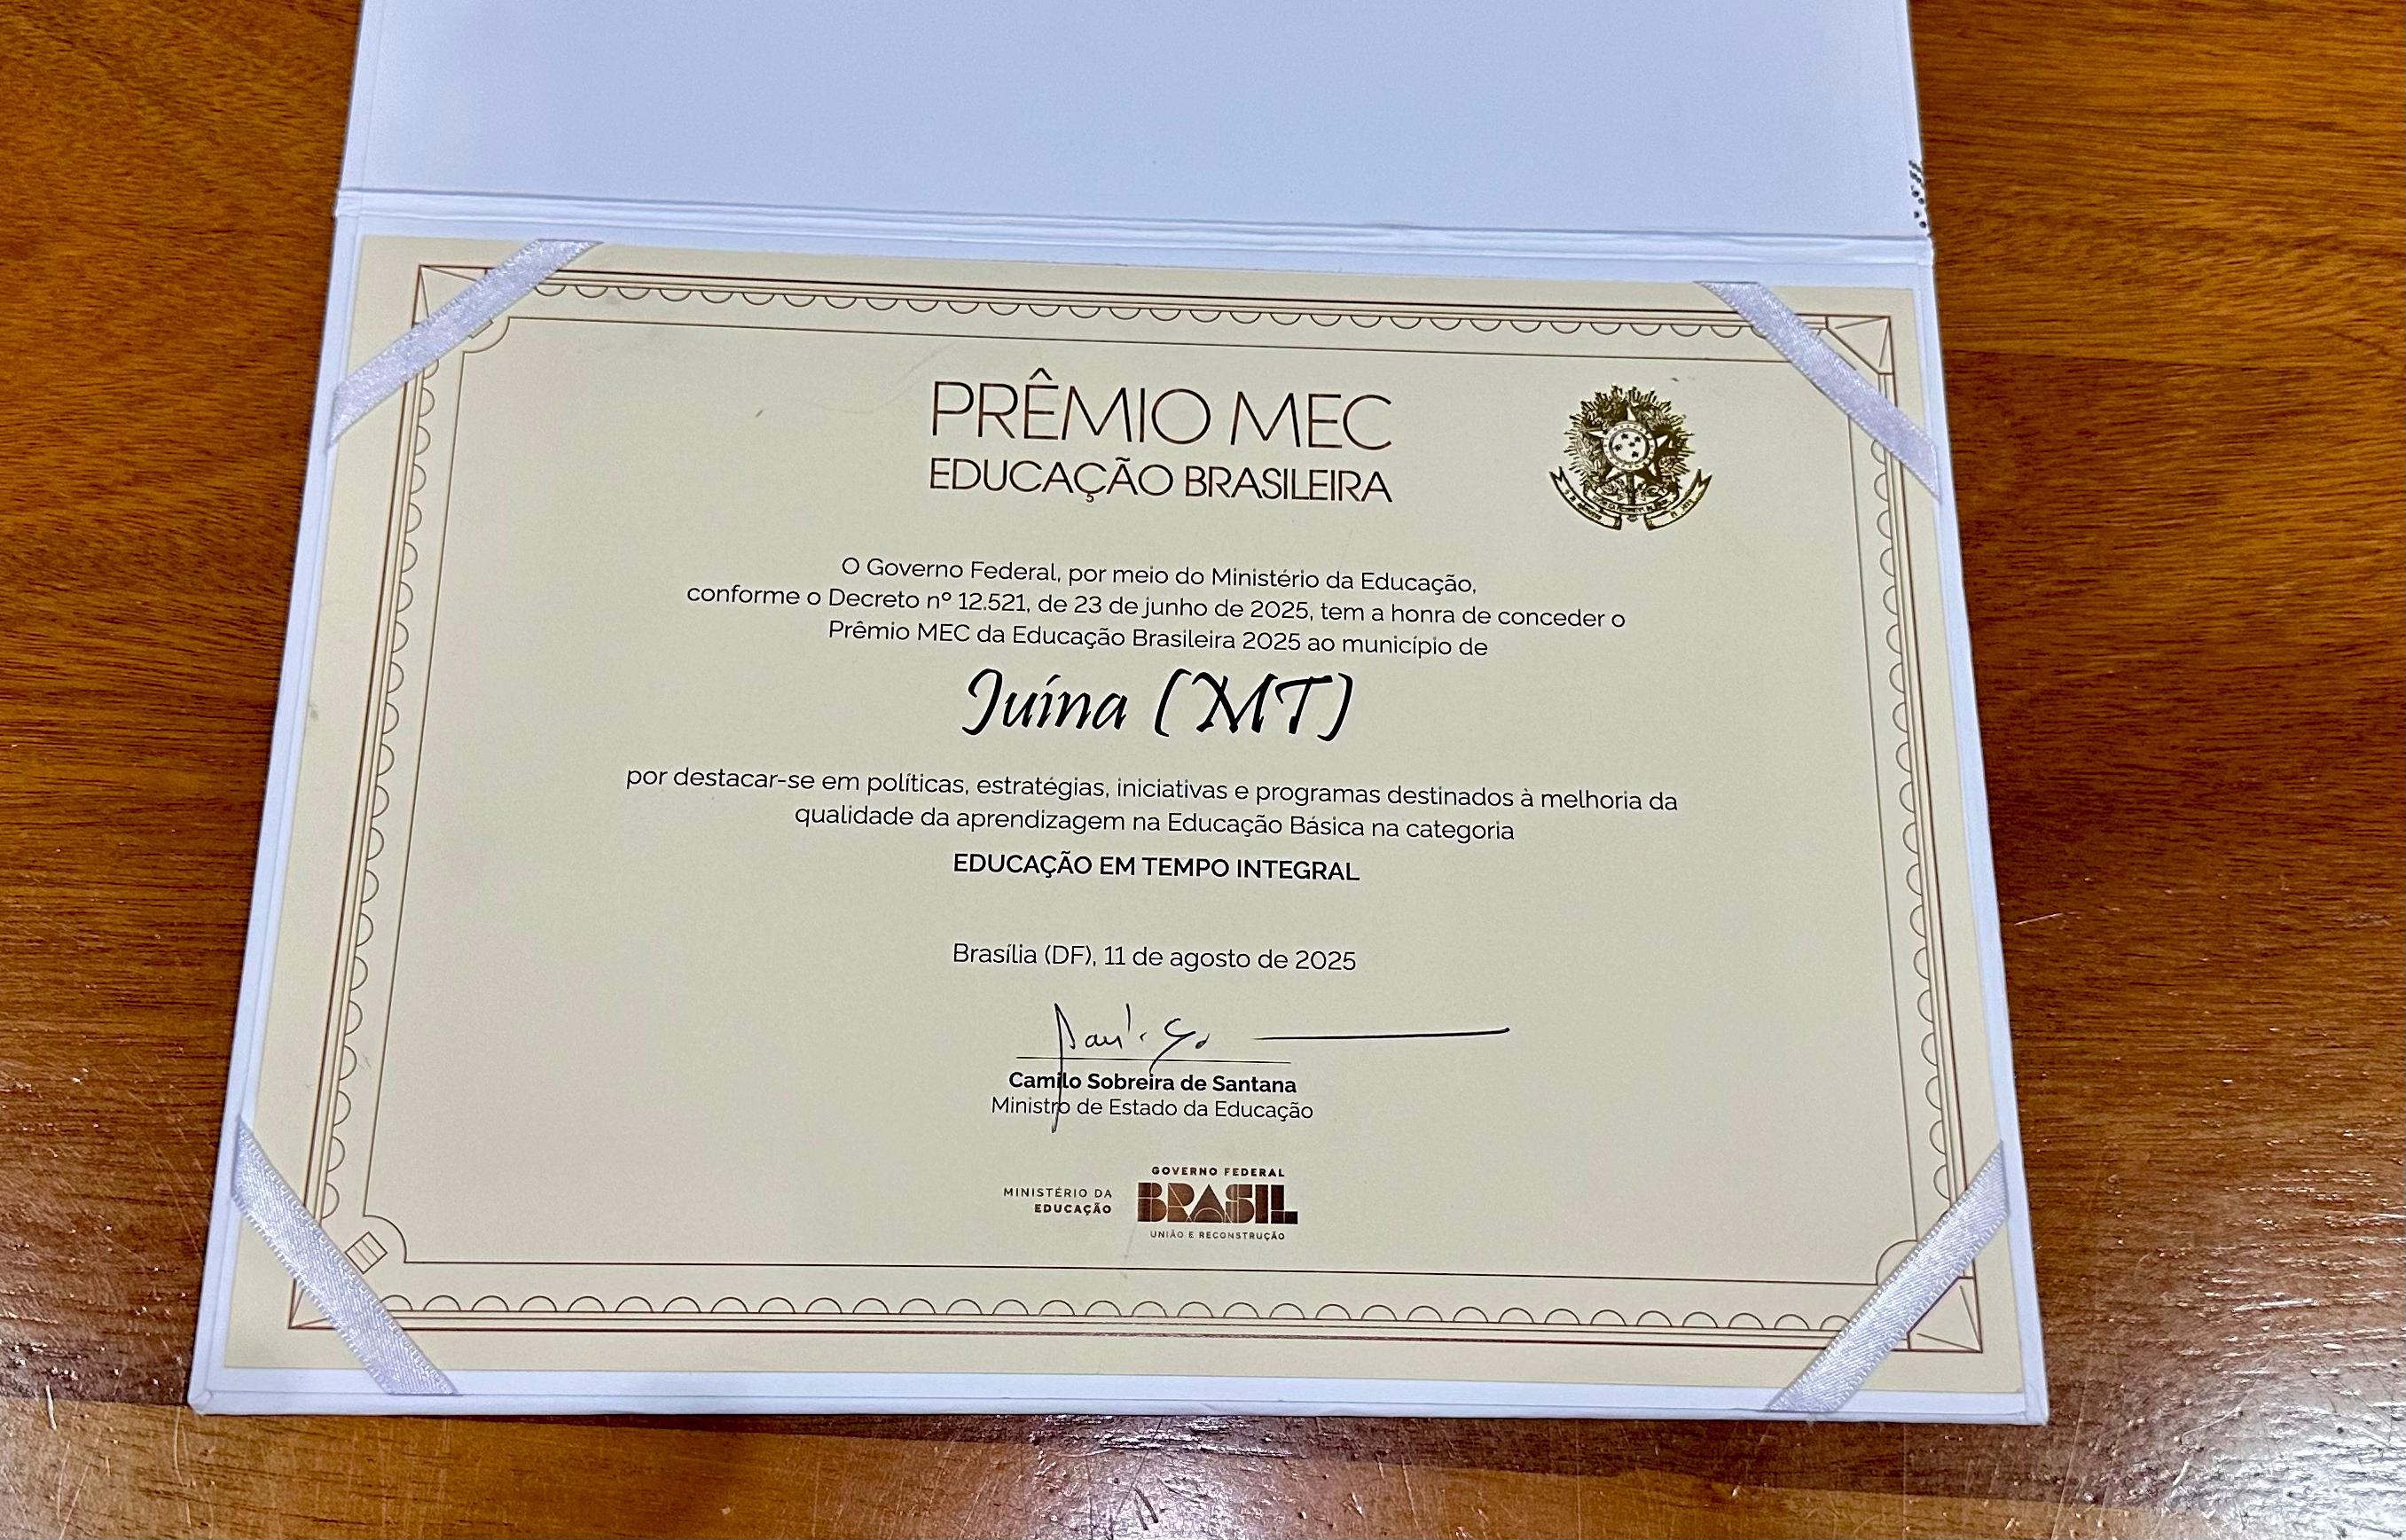 PRÊMIO MEC
EDUCAÇÃO BRASILEIRA
O Governo Federal, por meio do Ministério da Educação,
conforme o Decreto nº 12.521, de 23 de junho de 2025, tem a honra de conceder o
Prêmio MEC da Educação Brasileira 2025 ao município de
Juína (MT)
por destacar-se em políticas, estratégias, iniciativas e programas destinados à melhoria da
qualidade da aprendizagem na Educação Básica na categoria
EDUCAÇÃO EM TEMPO INTEGRAL
Brasília (DF), 11 de agosto de 2025
Camilo Sobreira de Santana
Ministro de Estado da Educação
MINISTÉRIO DA
EDUCAÇÃO
GOVERNO FEDERAL
BRASIL
UNIÃO E RECONSTRUÇÃO